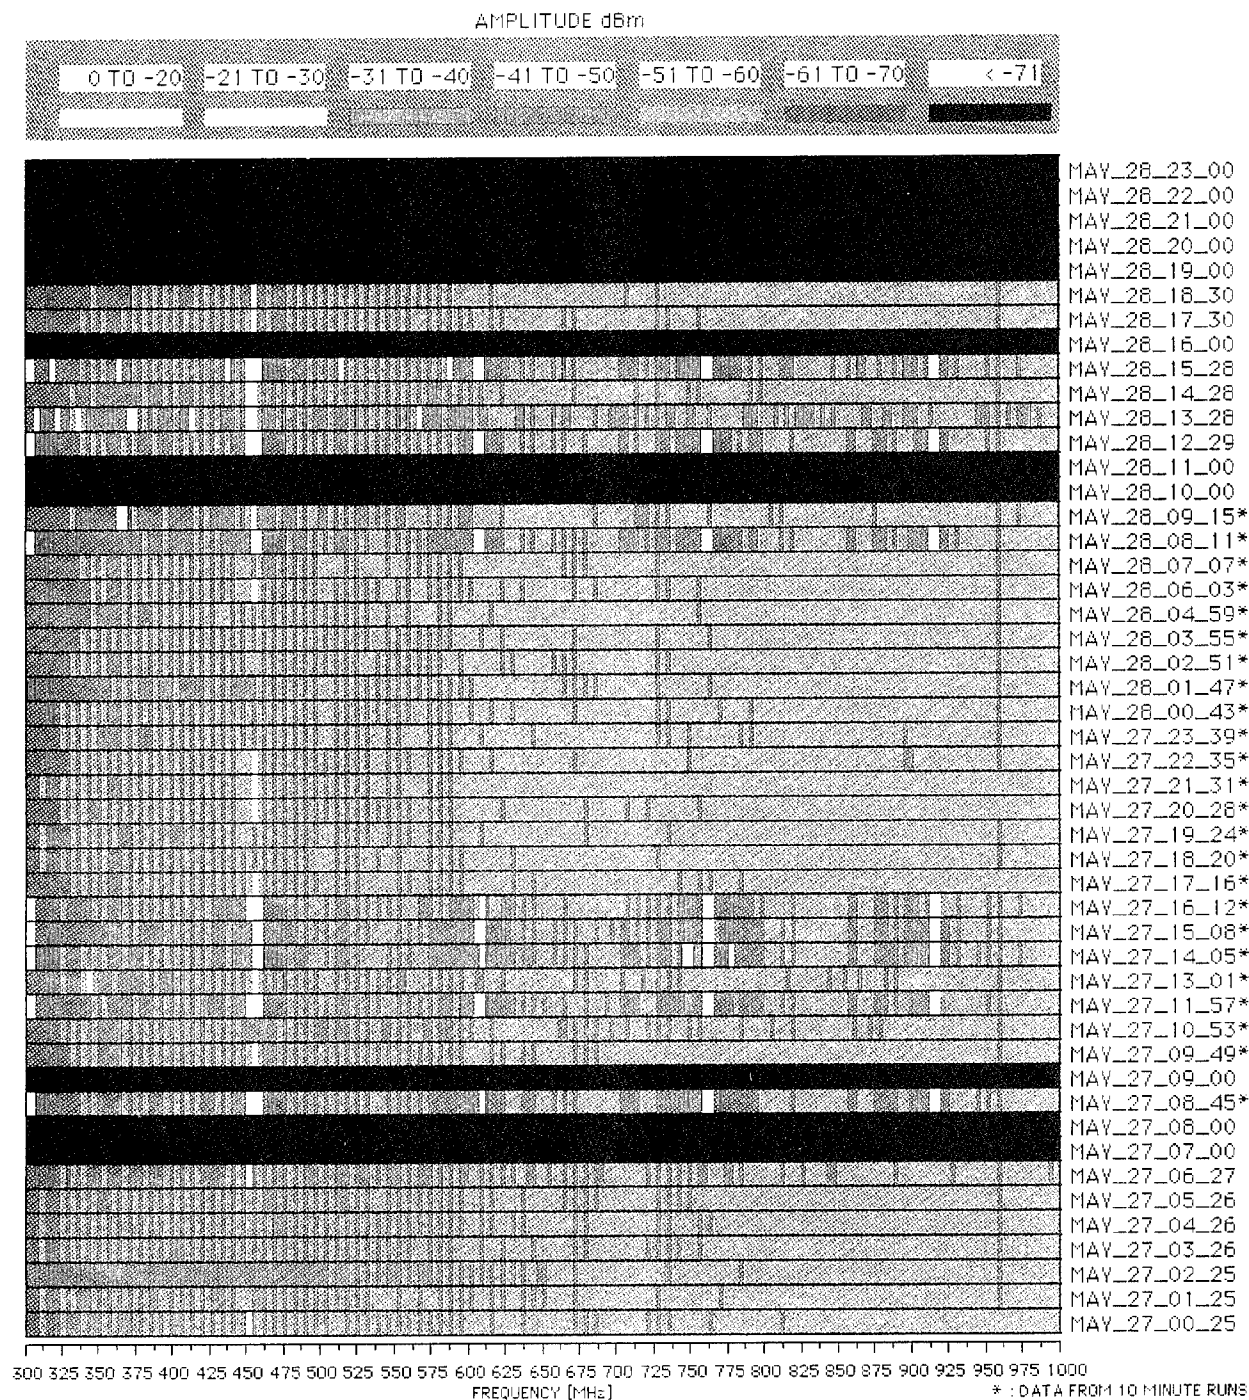 AMPLITUDE dBm
0 TO -20 -21 TO -30 -31 TO -40 -41 TO -50 -51 TO -60 -61 TO -70 < -71
MAY_28_23_00
MAY_28_22_00
MAY_28_21_00
MAY_28_20_00
MAY_28_19_00
MAY_28_18_30
MAY_28_17_30
MAY_28_16_00
MAY_28_15_28
MAY_28_14_28
MAY_28_13_28
MAY_28_12_29
MAY_28_11_00
MAY_28_10_00
MAY_28_09_15*
MAY_28_08_11*
MAY_28_07_07*
MAY_28_06_03*
MAY_28_04_59*
MAY_28_03_55*
MAY_28_02_51*
MAY_28_01_47*
MAY_28_00_43*
MAY_27_23_39*
MAY_27_22_35*
MAY_27_21_31*
MAY_27_20_28*
MAY_27_19_24*
MAY_27_18_20*
MAY_27_17_16*
MAY_27_16_12*
MAY_27_15_08*
MAY_27_14_05*
MAY_27_13_01*
MAY_27_11_57*
MAY_27_10_53*
MAY_27_09_49*
MAY_27_09_00
MAY_27_08_45*
MAY_27_08_00
MAY_27_07_00
MAY_27_06_27
MAY_27_05_26
MAY_27_04_26
MAY_27_03_26
MAY_27_02_25
MAY_27_01_25
MAY_27_00_25
300 325 350 375 400 425 450 475 500 525 550 575 600 625 650 675 700 725 750 775 800 825 850 875 900 925 950 975 1000
FREQUENCY [MHz]
* : DATA FROM 10 MINUTE RUNS